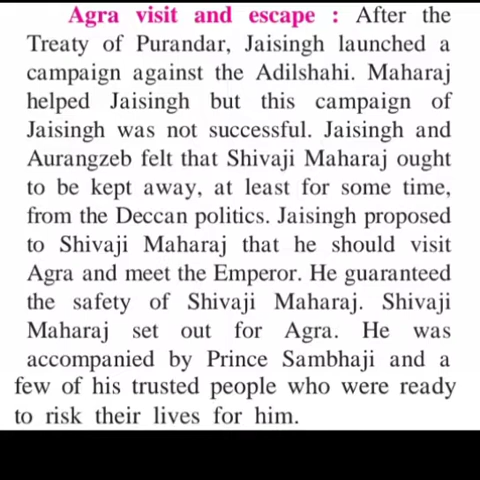 Agra visit and escape : After the
Treaty of Purandar, Jaisingh launched a
campaign against the Adilshahi. Maharaj
helped Jaisingh but this campaign of
Jaisingh was not successful. Jaisingh and
Aurangzeb felt that Shivaji Maharaj ought
to be kept away, at least for some time,
from the Deccan politics. Jaisingh proposed
to Shivaji Maharaj that he should visit
Agra and meet the Emperor. He guaranteed
the safety of Shivaji Maharaj. Shivaji
Maharaj set out for Agra. He was
accompanied by Prince Sambhaji and a
few of his trusted people who were ready
to risk their lives for him.